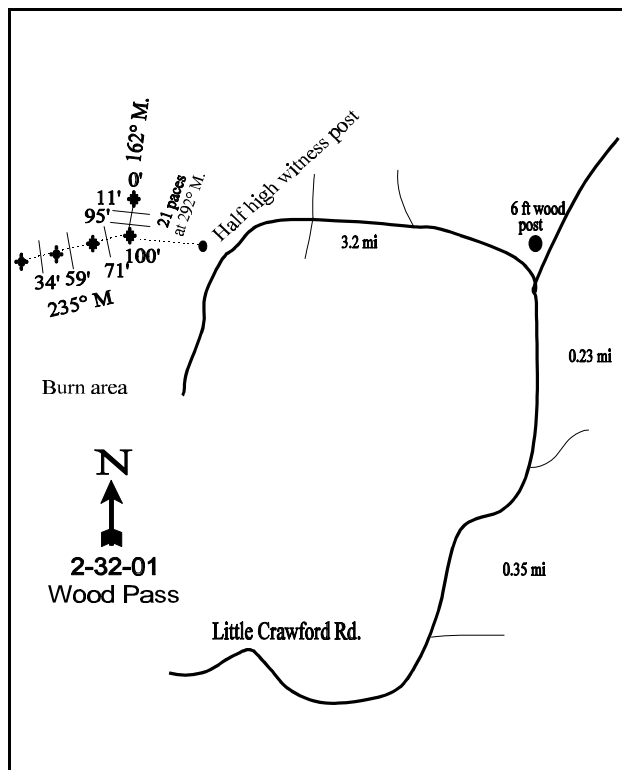 162° M.
0'
11'
95'
21 paces
at 292° M.
Half high witness post
100'
71'
59'
34'
235° M
6 ft wood
post
3.2 mi
0.23 mi
Burn area
N
2-32-01
Wood Pass
0.35 mi
Little Crawford Rd.